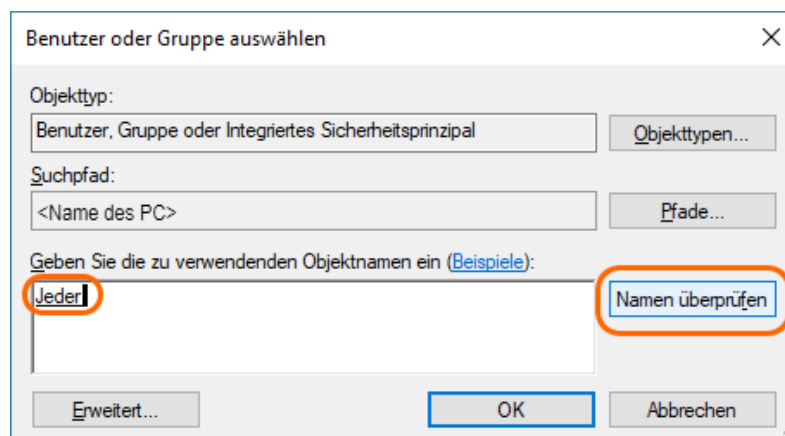 Benutzer oder Gruppe auswählen
Objekttyp:
Benutzer, Gruppe oder Integriertes Sicherheitsprinzipal
Objekttypen...
Suchpfad:
<Name des PC>
Pfade...
Geben Sie die zu verwendenden Objektnamen ein (Beispiele):
Jeder
Namen überprüfen
Erweitert...
OK
Abbrechen